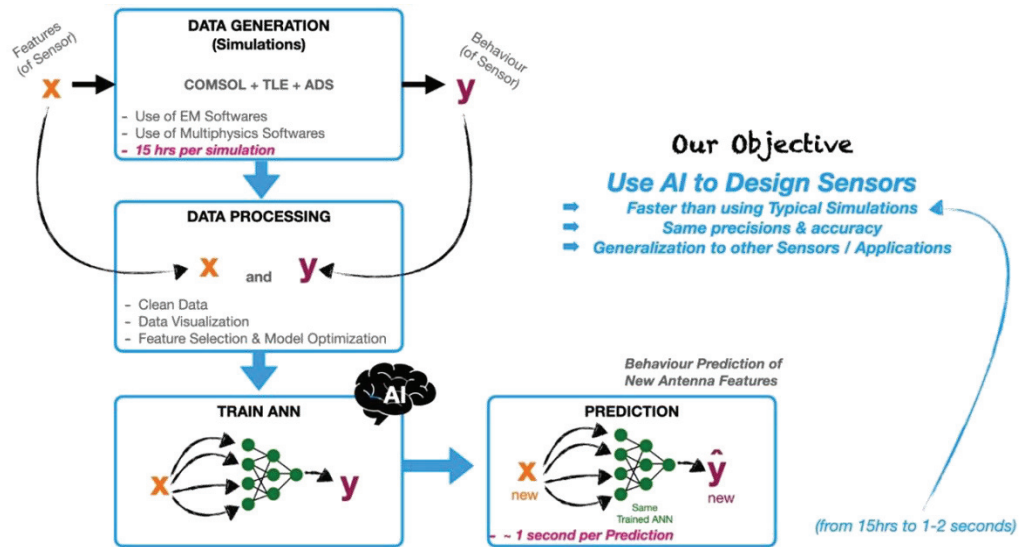 Features
(of Sensor)
x
DATA GENERATION
(Simulations)
COMSOL + TLE + ADS
- Use of EM Softwares
- Use of Multiphysics Softwares
- 15 hrs per simulation
Behaviour
(of Sensor)
y
DATA PROCESSING
x and y
- Clean Data
- Data Visualization
- Feature Selection & Model Optimization
Our Objective
Use AI to Design Sensors
Faster than using Typical Simulations
Same precisions & accuracy
Generalization to other Sensors / Applications
TRAIN ANN
AI
x
y
Behaviour Prediction of
New Antenna Features
PREDICTION
x
new
ŷ
new
Same
Trained ANN
- ~ 1 second per Prediction
(from 15hrs to 1-2 seconds)